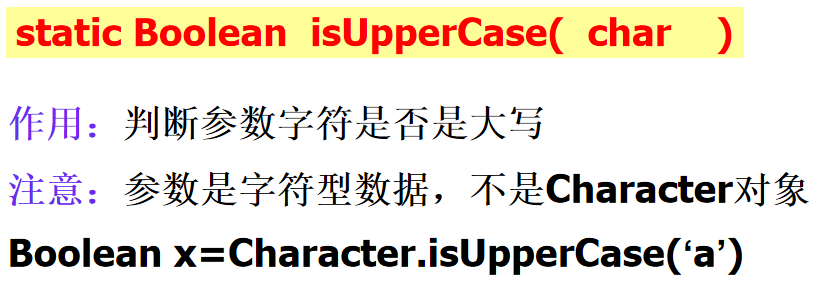 static Boolean  isUpperCase(  char    )
作用：判断参数字符是否是大写
注意：参数是字符型数据，不是Character对象
Boolean x=Character.isUpperCase(‘a’)